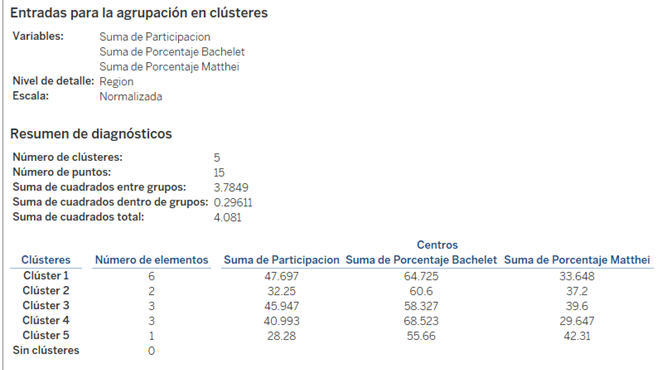 Entradas para la agrupación en clústeres
Variables: Suma de Participacion
Suma de Porcentaje Bachelet
Suma de Porcentaje Matthei
Nivel de detalle: Region
Escala: Normalizada
Resumen de diagnósticos
Número de clústeres: 5
Número de puntos: 15
Suma de cuadrados entre grupos: 3.7849
Suma de cuadrados dentro de grupos: 0.29611
Suma de cuadrados total: 4.081
Centros
Clústeres Número de elementos Suma de Participacion Suma de Porcentaje Bachelet Suma de Porcentaje Matthei
Clúster 1 6 47.697 64.725 33.648
Clúster 2 2 32.25 60.6 37.2
Clúster 3 3 45.947 58.327 39.6
Clúster 4 3 40.993 68.523 29.647
Clúster 5 1 28.28 55.66 42.31
Sin clústeres 0